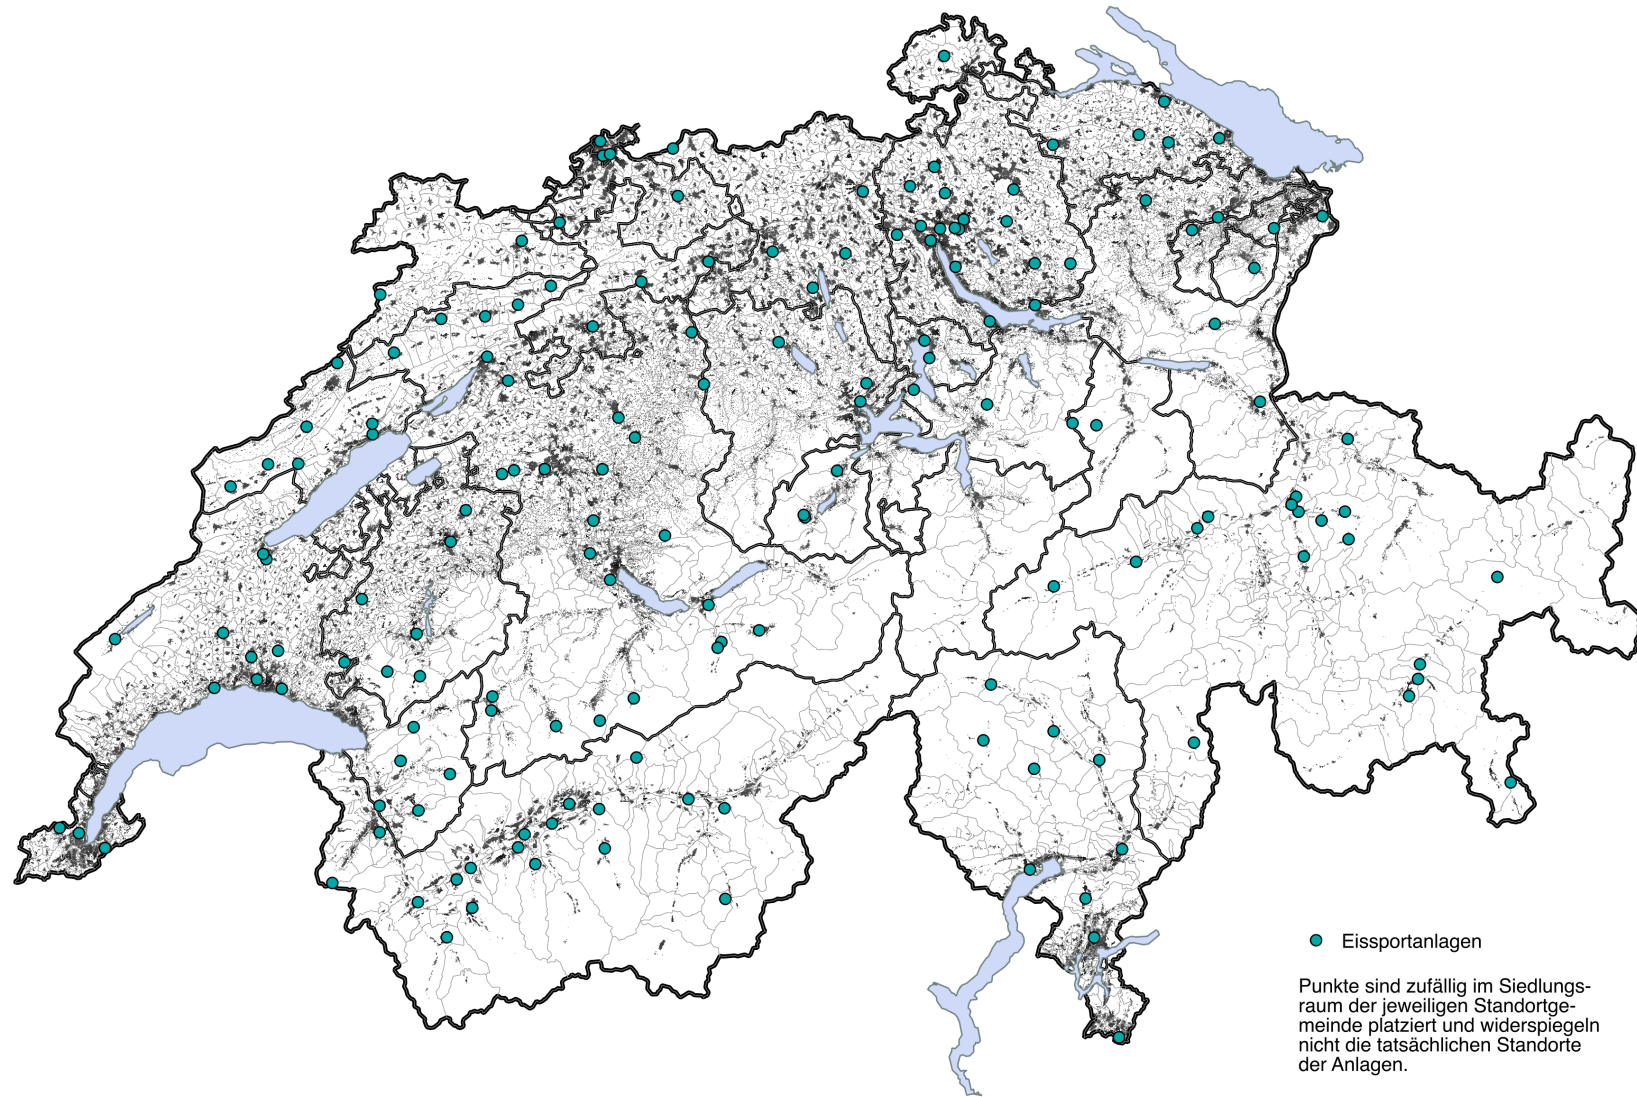 Eissportanlagen
Punkte sind zufällig im Siedlungs-
raum der jeweiligen Standortge-
meinde platziert und widerspiegeln
nicht die tatsächlichen Standorte
der Anlagen.